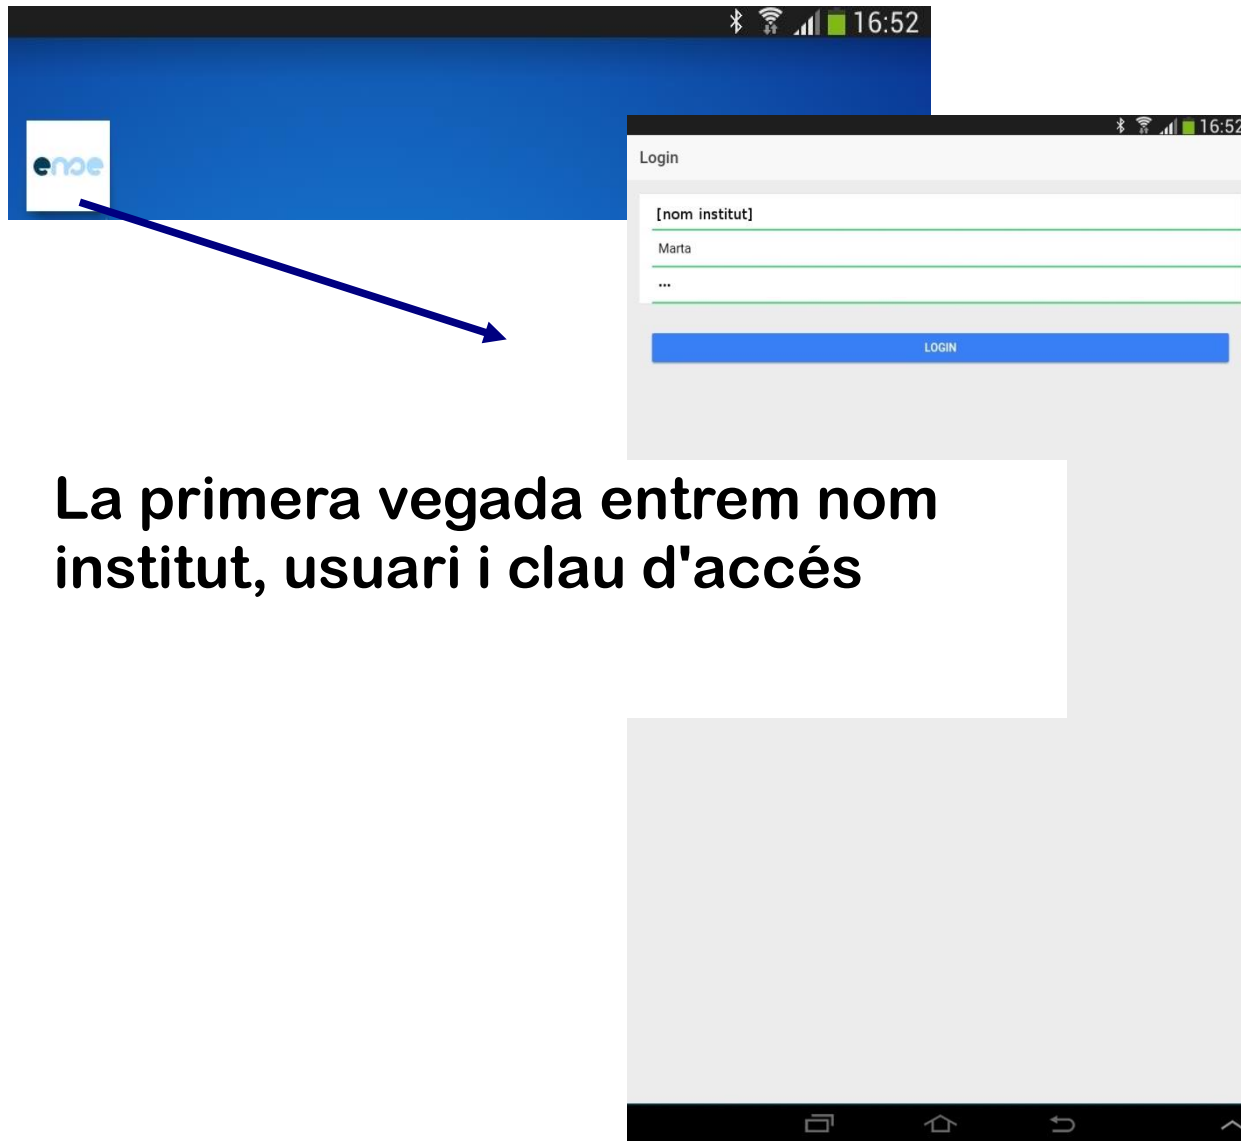 16:52
enoe
16:52
Login
[nom institut]
Marta
•••
LOGIN
La primera vegada entrem nom
institut, usuari i clau d'accés